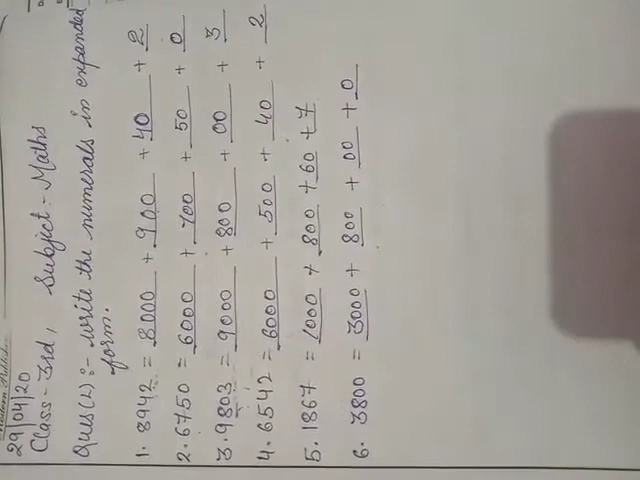 29/04/20
Class - 3rd, Subject - Maths
Ques(2):- write the numerals in expanded
form.
1. 8942 = 8000 + 900 + 40 + 2
2. 6750 = 6000 + 700 + 50 + 0
3. 9803 = 9000 + 800 + 00 + 3
4. 6542 = 6000 + 500 + 40 + 2
5. 1867 = 1000 + 800 + 60 + 7
6. 3800 = 3000 + 800 + 00 + 0